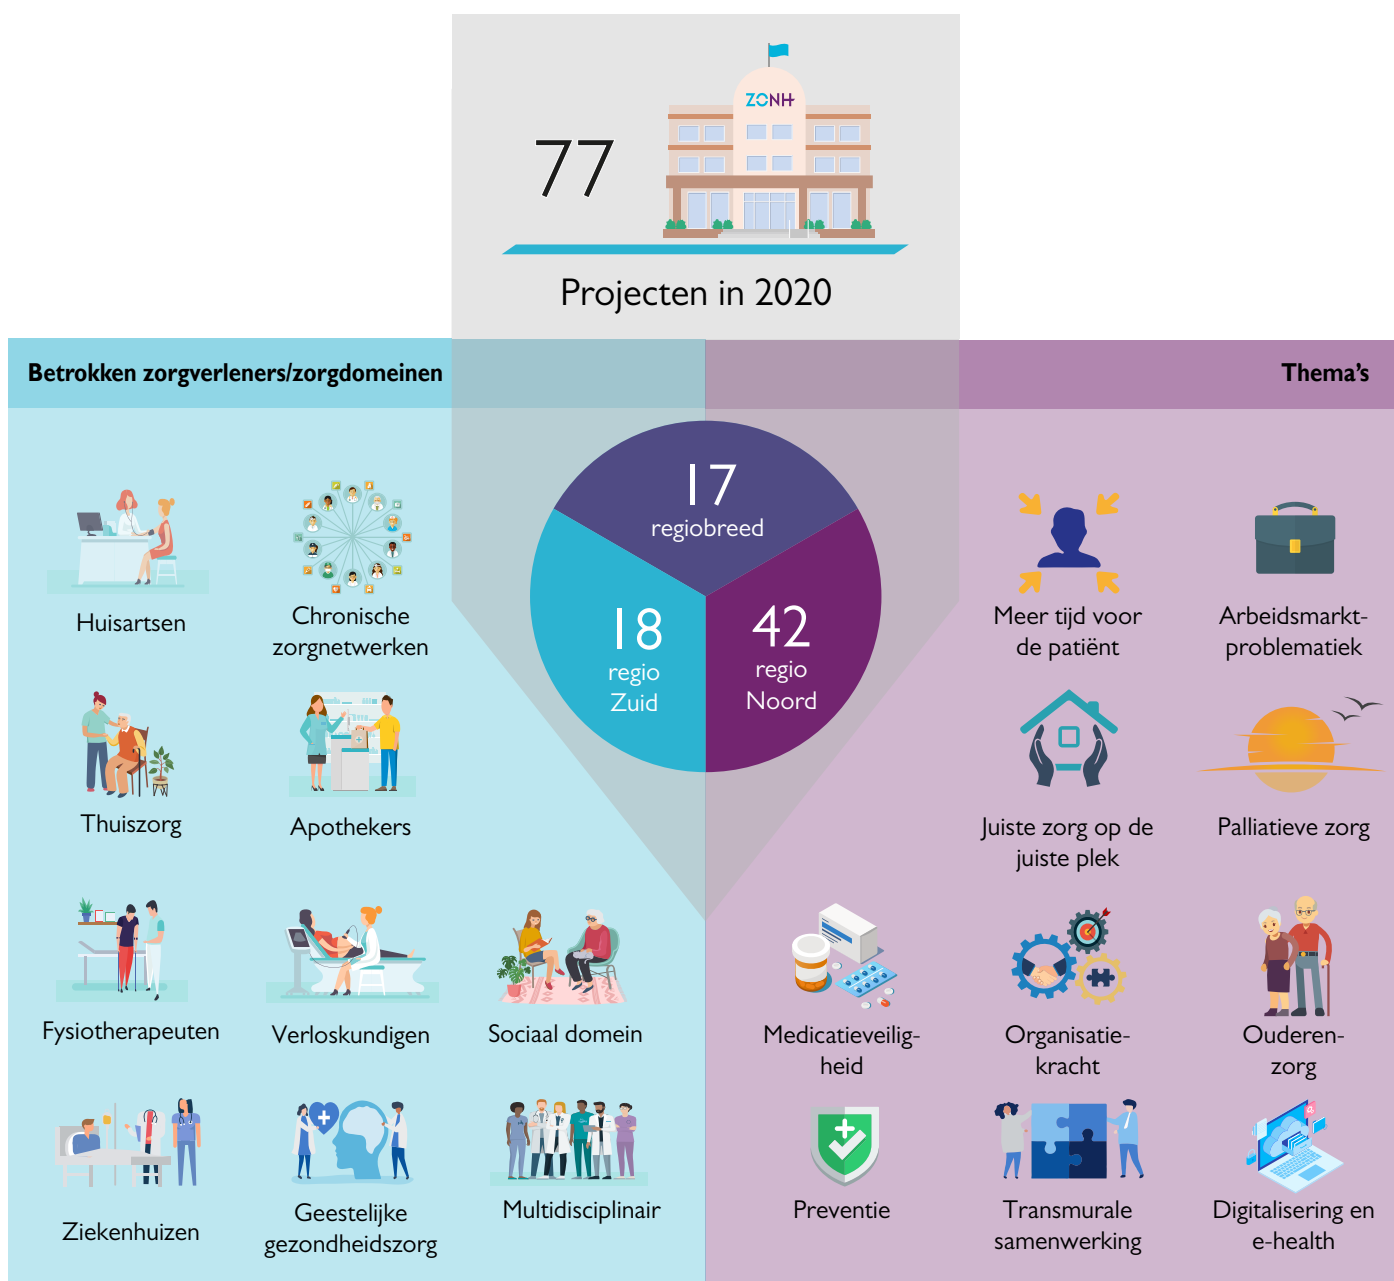 ZONH
77
Projecten in 2020
Betrokken zorgverleners/zorgdomeinen
Thema's
17
regiobreed
18
regio
Zuid
42
regio
Noord
Huisartsen
Chronische
zorgnetwerken
Thuiszorg
Apothekers
Fysiotherapeuten
Verloskundigen
Sociaal domein
Ziekenhuizen
Geestelijke
gezondheidszorg
Multidisciplinair
Meer tijd voor
de patiënt
Arbeidsmarkt-
problematiek
Juiste zorg op de
juiste plek
Palliatieve zorg
Medicatieveilig-
heid
Organisatie-
kracht
Ouderen-
zorg
Preventie
Transmurale
samenwerking
Digitalisering en
e-health